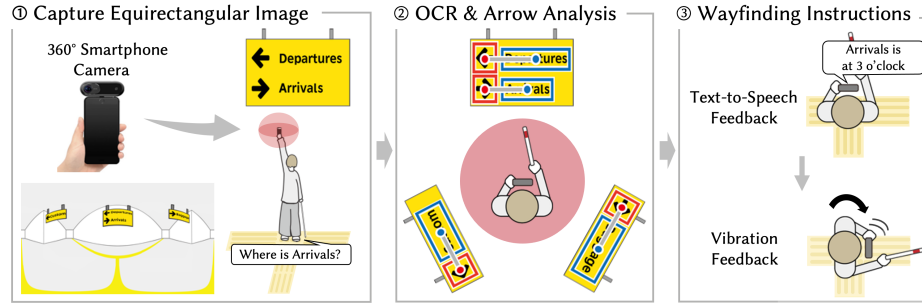 ① Capture Equirectangular Image
360° Smartphone
Camera
Departures
Arrivals
Departures
Arrivals
Where is Arrivals?
② OCR & Arrow Analysis
③ Wayfinding Instructions
Arrivals is
at 3 o'clock
Text-to-Speech
Feedback
Vibration
Feedback